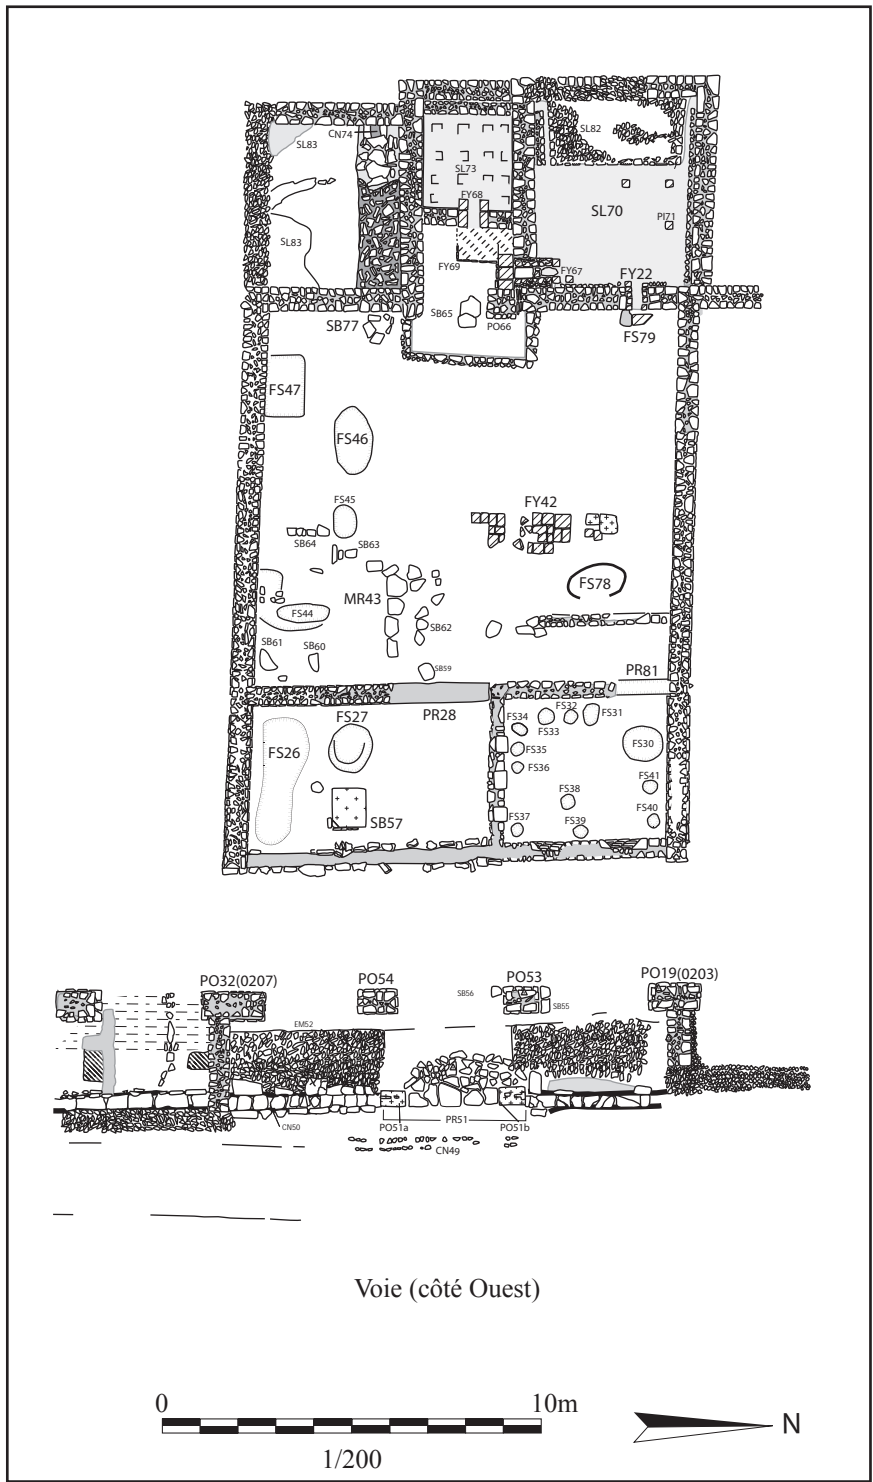 CN74
SL83
SL82
SL73
FY68
SL70
PI71
SL83
FY69
FY67
FY22
SB65
PO66
SB77
FS79
FS47
FS46
FS45
FY42
SB64
SB63
FS78
MR43
FS44
SB62
SB61
SB60
SB59
PR81
PR28
FS27
FS26
FS34
FS32
FS31
FS33
FS30
FS35
FS36
FS41
FS38
FS40
FS37
FS39
SB57
PO32(0207)
PO54
SB56
PO53
SB55
PO19(0203)
EM52
CN50
PO51a
PR51
PO51b
CN49
Voie (côté Ouest)
0 10m
1/200
N